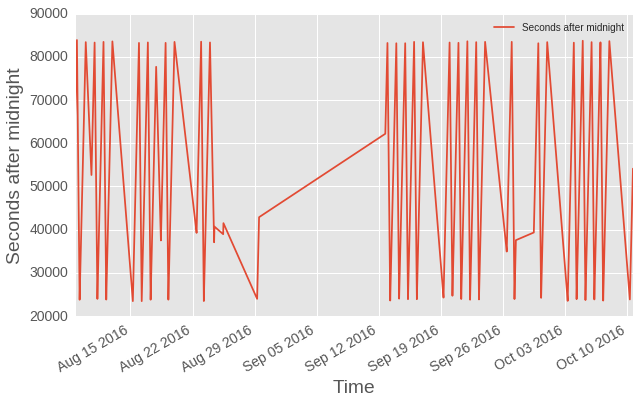 90000
80000
70000
60000
50000
40000
30000
20000
Seconds after midnight
Seconds after midnight
Aug 15 2016
Aug 22 2016
Aug 29 2016
Sep 05 2016
Sep 12 2016
Sep 19 2016
Sep 26 2016
Oct 03 2016
Oct 10 2016
Time